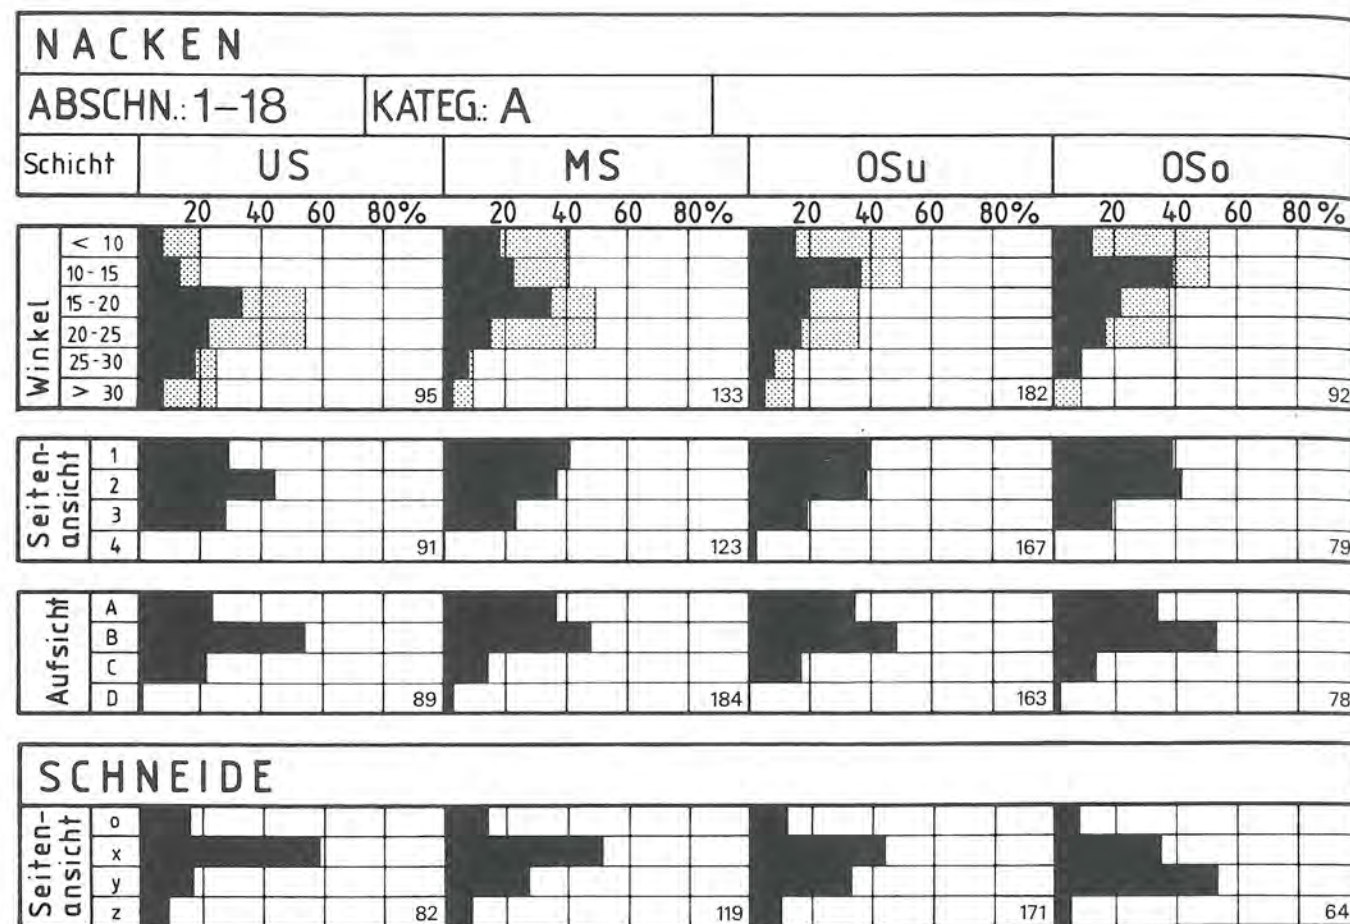 NACKEN
ABSCHN.: 1–18 KATEG.: A
Schicht US MS OSu OSo
20 40 60 80% 20 40 60 80% 20 40 60 80% 20 40 60 80%
Winkel
< 10
10 - 15
15 - 20
20 - 25
25 - 30
> 30 95 133 182 92
Seiten-
ansicht
1
2
3
4 91 123 167 79
Aufsicht
A
B
C
D 89 184 163 78
SCHNEIDE
Seiten-
ansicht
o
x
y
z 82 119 171 64